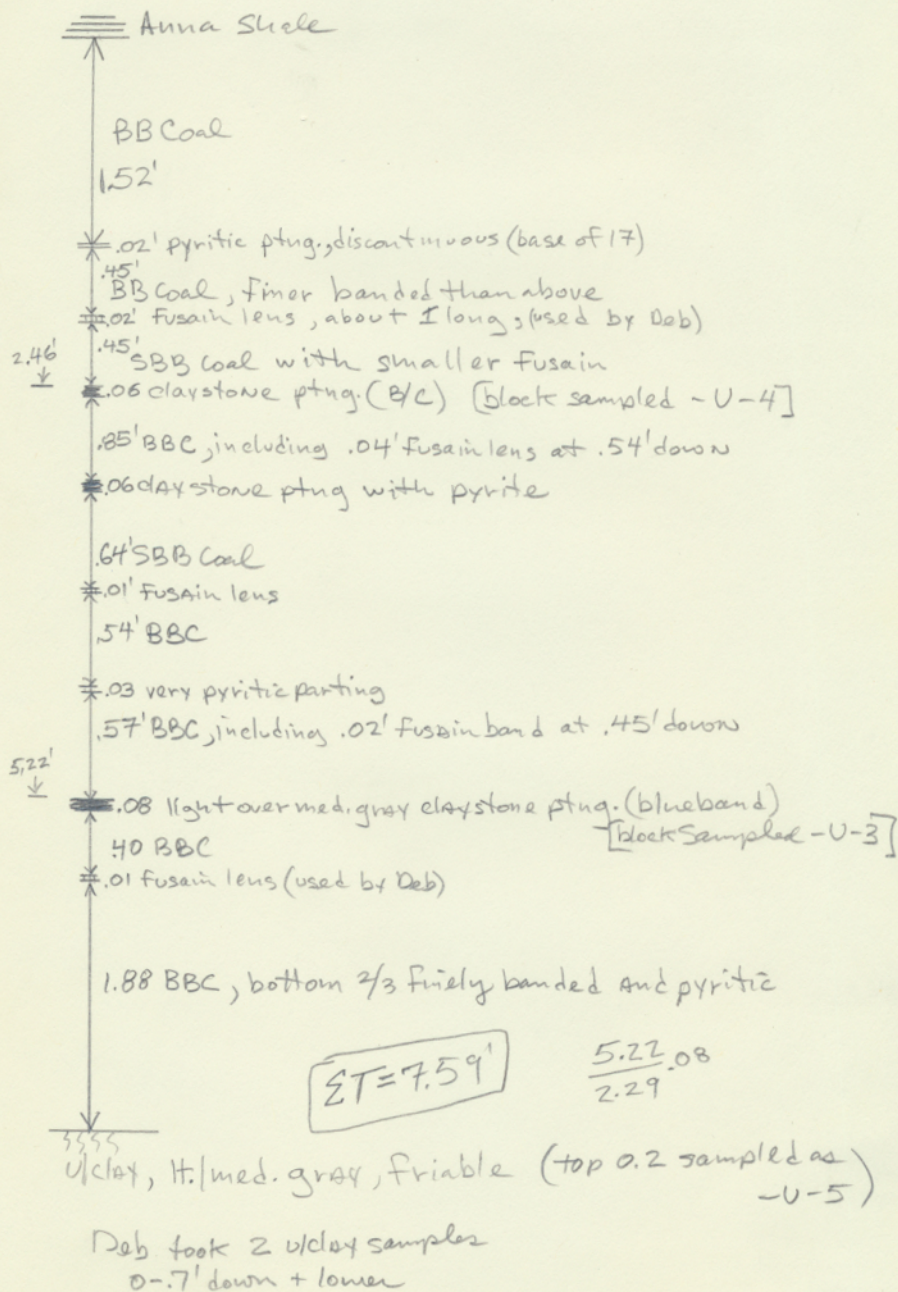 Anna Shale
BB Coal
1.52'
.02' pyritic ptng., discontinuous (base of 17)
.45'
BB Coal, finer banded than above
.02' fusain lens, about 1 long, (used by Deb)
2.46'
.45' SBB coal with smaller fusain
.06 claystone ptng. (B/C) [block sampled - U-4]
.85' BBC, including .04' fusain lens at .54' down
.06 claystone ptng with pyrite
.64' SBB Coal
.01' fusain lens
.54' BBC
.03 very pyritic parting
.57' BBC, including .02' fusain band at .45' down
5.22'
.08 light over med. gray claystone ptng. (blueband)
[block Sampled - U-3]
.40 BBC
.01 fusain lens (used by Deb)
1.88 BBC, bottom 2/3 finely banded and pyritic
ΣT = 7.59'
5.22
.08
2.29
U/clay, lt./med. gray, friable (top 0.2 sampled as
-U-5)
Deb took 2 u/clay samples
0-.7' down + lower